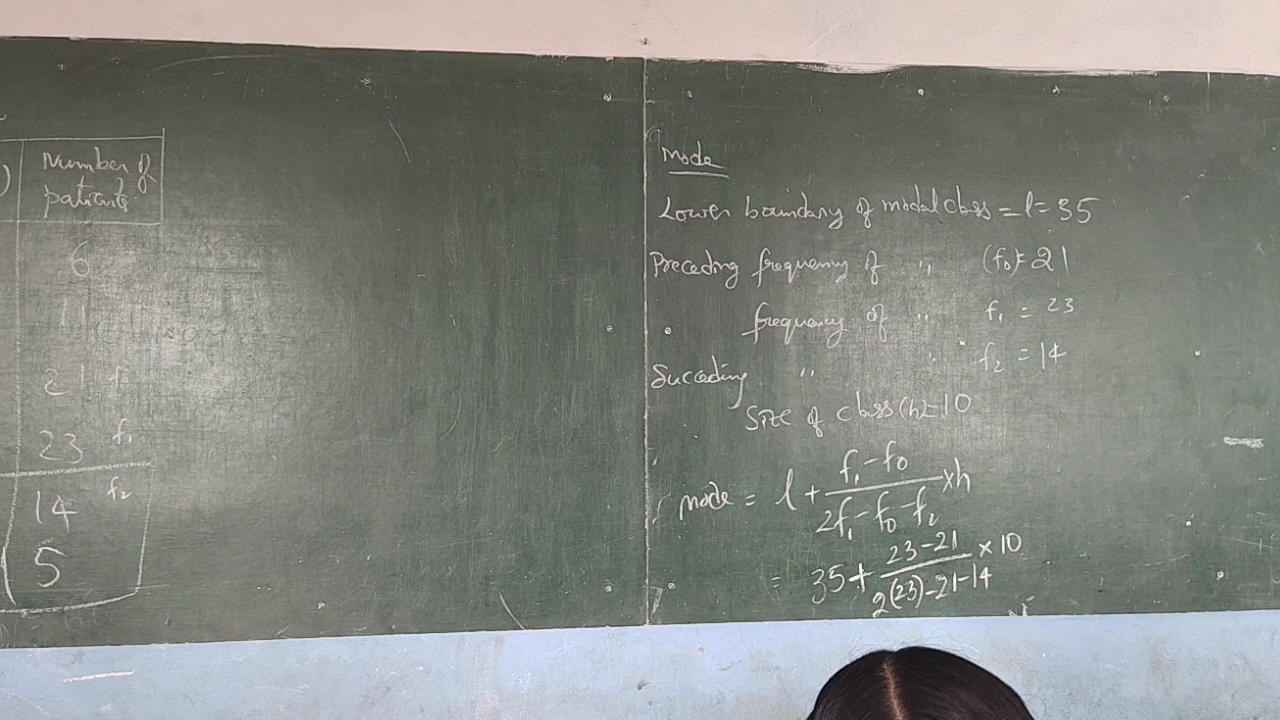 )
Number of
patients
6
11
21 f₀
23 f₁
14 f₂
5
Mode
Lower boundary of modal class = l = 35
Preceding frequency of " (f₀) = 21
frequency of " f₁ = 23
Succeding " " f₂ = 14
Size of class (h) = 10
Mode = l + f₁-f₀ / 2f₁-f₀-f₂ × h
= 35 + 23-21 / 2(23)-21-14 × 10